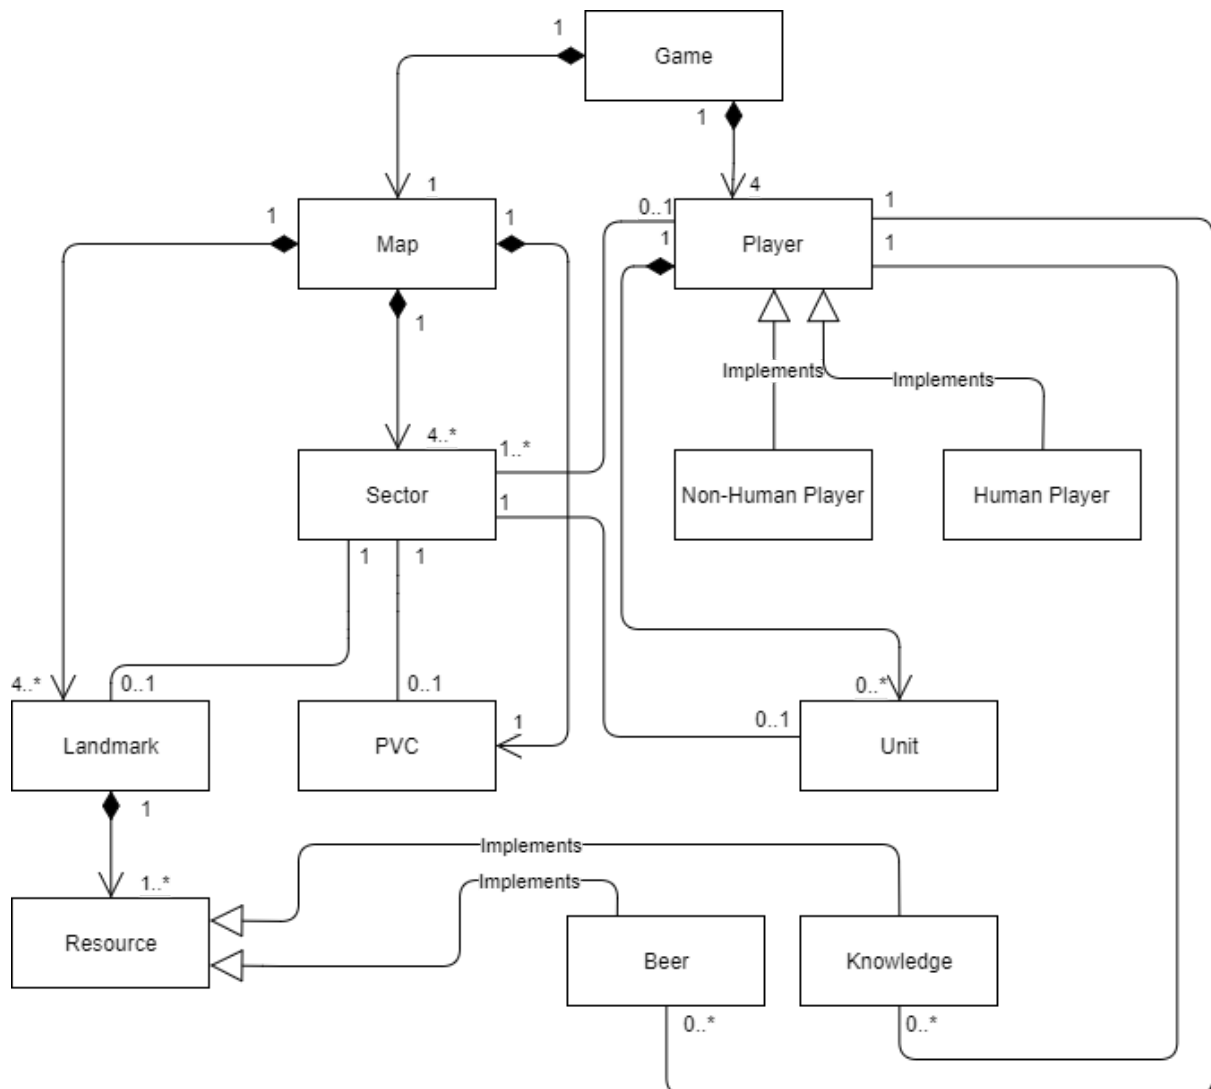 1
Game
1
1
4
1
Map
1
0..1
1
Player
1
1
1
Implements
Implements
4..*
1..*
Sector
1
Non-Human Player
Human Player
1
1
4..*
0..1
0..1
1
0..*
0..1
Landmark
PVC
Unit
1
Implements
Implements
1..*
Resource
Beer
Knowledge
0..*
0..*